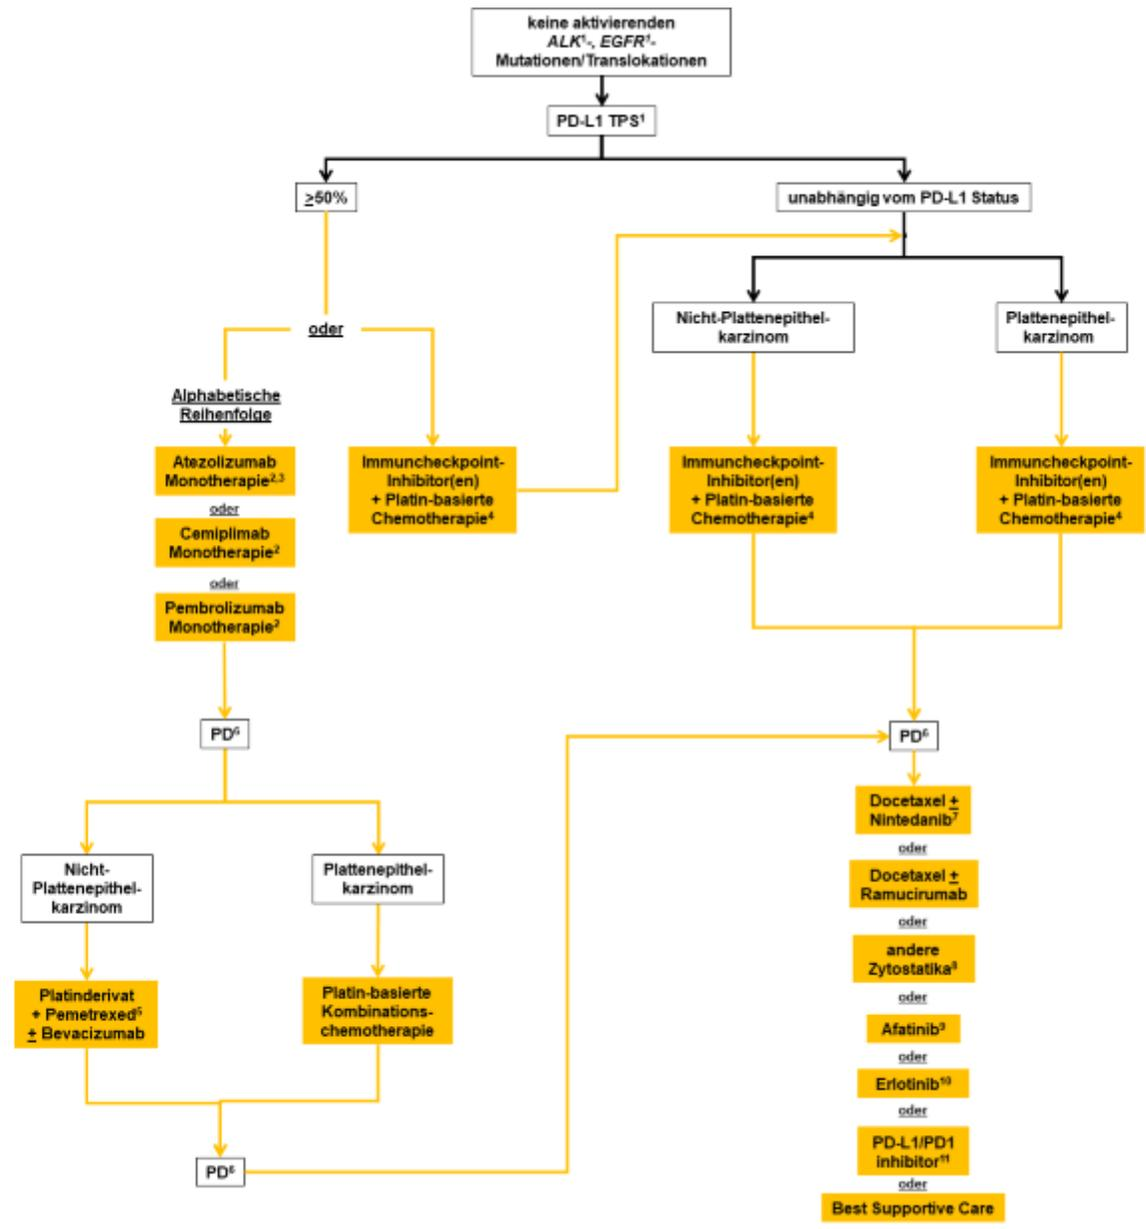 keine aktivierenden
ALK¹-, EGFR¹-
Mutationen/Translokationen
PD-L1 TPS¹
≥50%
unabhängig vom PD-L1 Status
oder
Nicht-Plattenepithel-
karzinom
Plattenepithel-
karzinom
Alphabetische
Reihenfolge
Atezolizumab
Monotherapie²,³
oder
Cemiplimab
Monotherapie²
oder
Pembrolizumab
Monotherapie²
Immuncheckpoint-
Inhibitor(en)
+ Platin-basierte
Chemotherapie⁴
Immuncheckpoint-
Inhibitor(en)
+ Platin-basierte
Chemotherapie⁴
Immuncheckpoint-
Inhibitor(en)
+ Platin-basierte
Chemotherapie⁴
PD⁶
Nicht-
Plattenepithel-
karzinom
Plattenepithel-
karzinom
Platinderivat
+ Pemetrexed⁵
± Bevacizumab
Platin-basierte
Kombinations-
chemotherapie
PD⁶
PD⁶
Docetaxel ±
Nintedanib⁷
oder
Docetaxel ±
Ramucirumab
oder
andere
Zytostatika⁸
oder
Afatinib⁹
oder
Erlotinib¹⁰
oder
PD-L1/PD1
inhibitor¹¹
oder
Best Supportive Care